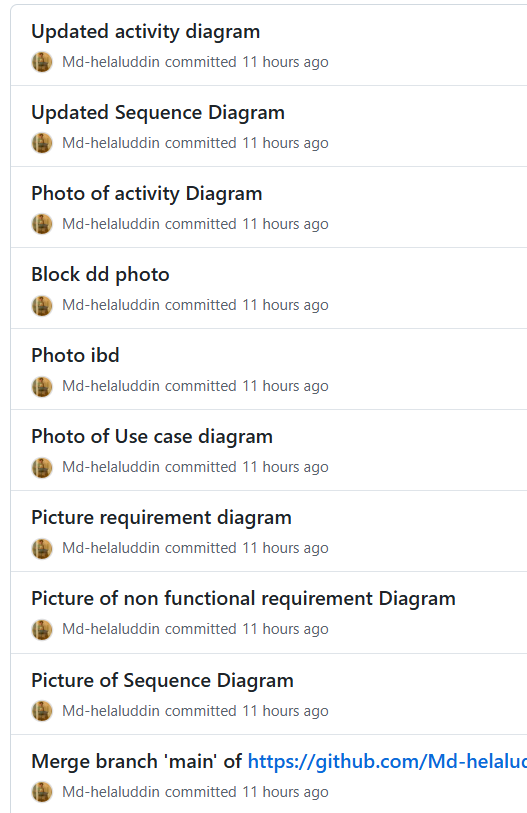 Updated activity diagram
Md-helaluddin committed 11 hours ago
Updated Sequence Diagram
Md-helaluddin committed 11 hours ago
Photo of activity Diagram
Md-helaluddin committed 11 hours ago
Block dd photo
Md-helaluddin committed 11 hours ago
Photo ibd
Md-helaluddin committed 11 hours ago
Photo of Use case diagram
Md-helaluddin committed 11 hours ago
Picture requirement diagram
Md-helaluddin committed 11 hours ago
Picture of non functional requirement Diagram
Md-helaluddin committed 11 hours ago
Picture of Sequence Diagram
Md-helaluddin committed 11 hours ago
Merge branch 'main' of https://github.com/Md-helalud
Md-helaluddin committed 11 hours ago